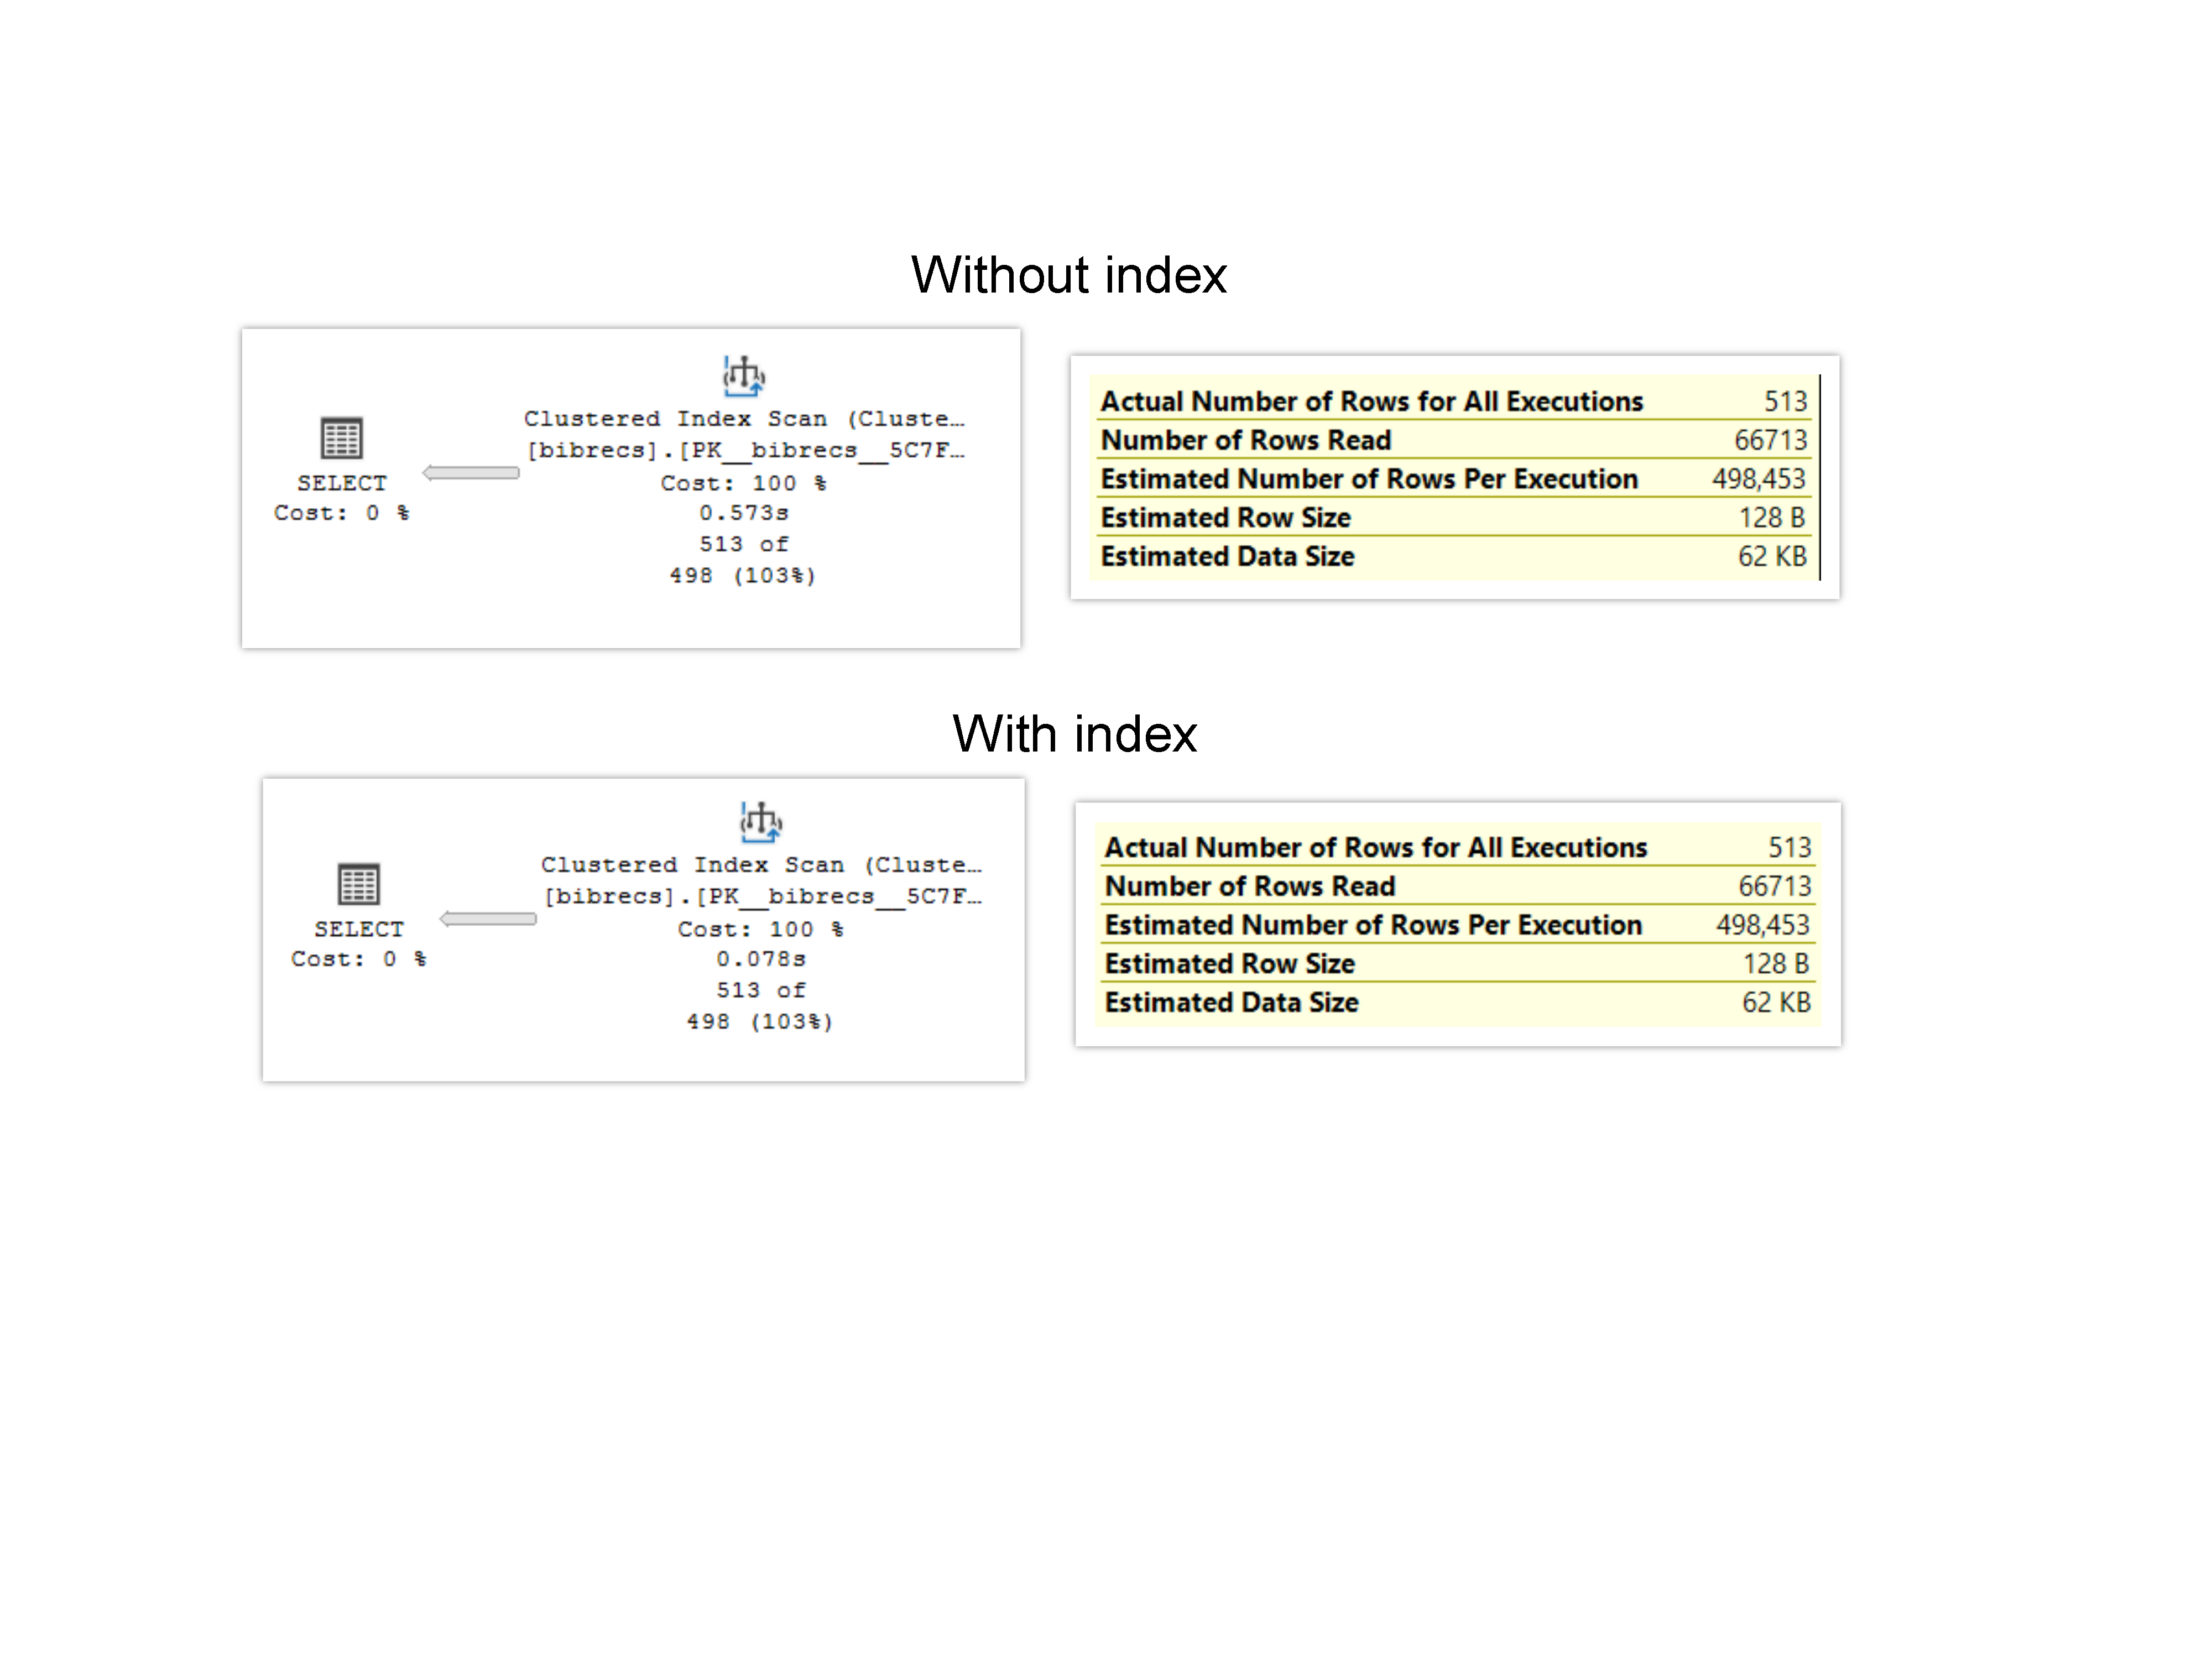 Without index
Clustered Index Scan (Cluste…
[bibrecs].[PK__bibrecs__5C7F…
SELECT
Cost: 0 %
Cost: 100 %
0.573s
513 of
498 (103%)
Actual Number of Rows for All Executions 513
Number of Rows Read 66713
Estimated Number of Rows Per Execution 498,453
Estimated Row Size 128 B
Estimated Data Size 62 KB
With index
Clustered Index Scan (Cluste…
[bibrecs].[PK__bibrecs__5C7F…
SELECT
Cost: 0 %
Cost: 100 %
0.078s
513 of
498 (103%)
Actual Number of Rows for All Executions 513
Number of Rows Read 66713
Estimated Number of Rows Per Execution 498,453
Estimated Row Size 128 B
Estimated Data Size 62 KB